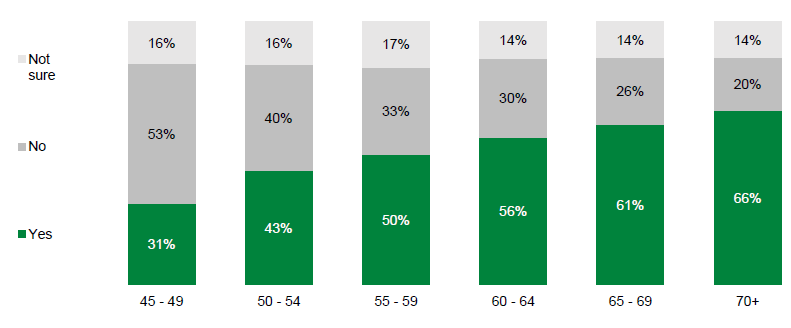 16% 16% 17% 14% 14% 14%
Not
sure
53% 40% 33% 30% 26% 20%
No
31% 43% 50% 56% 61% 66%
Yes
45 - 49 50 - 54 55 - 59 60 - 64 65 - 69 70+